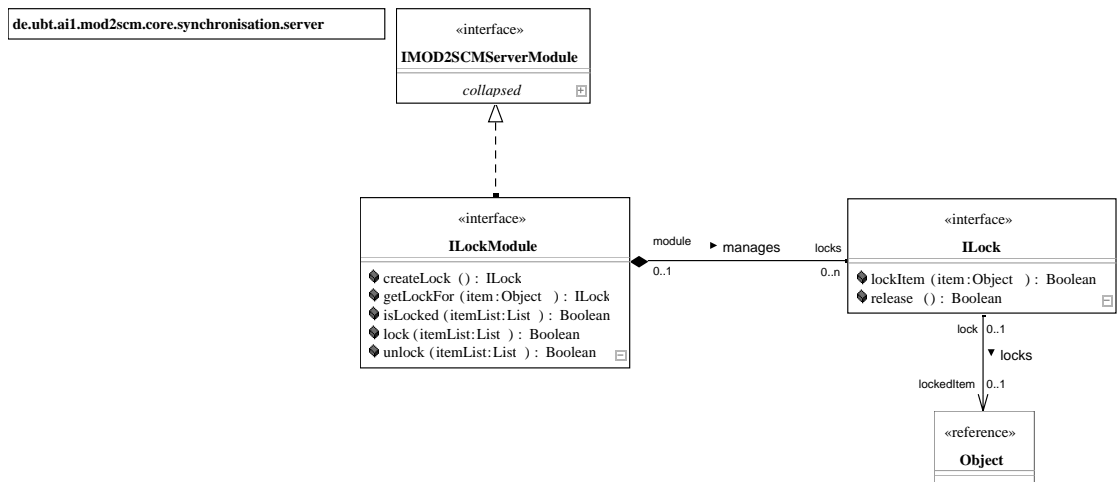 de.ubt.ai1.mod2scm.core.synchronisation.server
«interface»
IMOD2SCMServerModule
collapsed
«interface»
ILockModule
createLock () : ILock
getLockFor (item:Object ) : ILock
isLocked (itemList:List ) : Boolean
lock (itemList:List ) : Boolean
unlock (itemList:List ) : Boolean
module
manages
locks
0..1
0..n
«interface»
ILock
lockItem (item:Object ) : Boolean
release () : Boolean
lock
0..1
locks
lockedItem
0..1
«reference»
Object